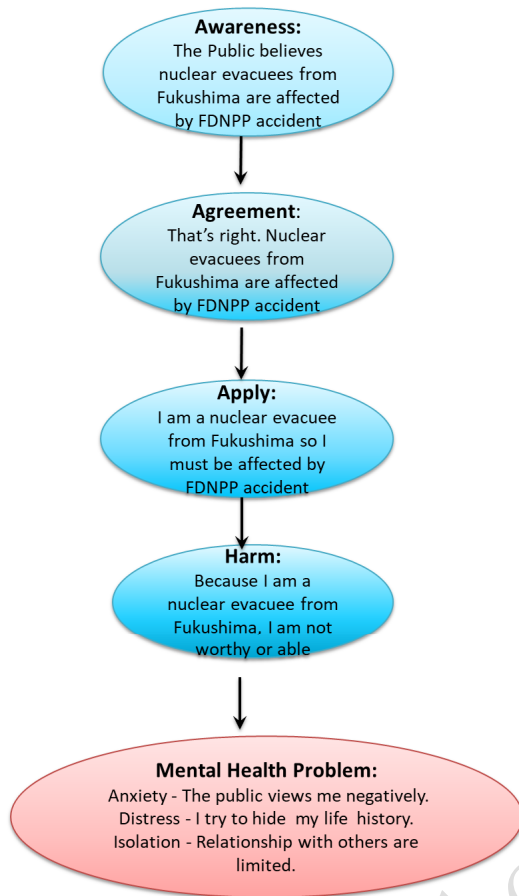 Awareness:
The Public believes
nuclear evacuees from
Fukushima are affected
by FDNPP accident
Agreement:
That's right. Nuclear
evacuees from
Fukushima are affected
by FDNPP accident
Apply:
I am a nuclear evacuee
from Fukushima so I
must be affected by
FDNPP accident
Harm:
Because I am a
nuclear evacuee from
Fukushima, I am not
worthy or able
Mental Health Problem:
Anxiety - The public views me negatively.
Distress - I try to hide my life history.
Isolation - Relationship with others are
limited.